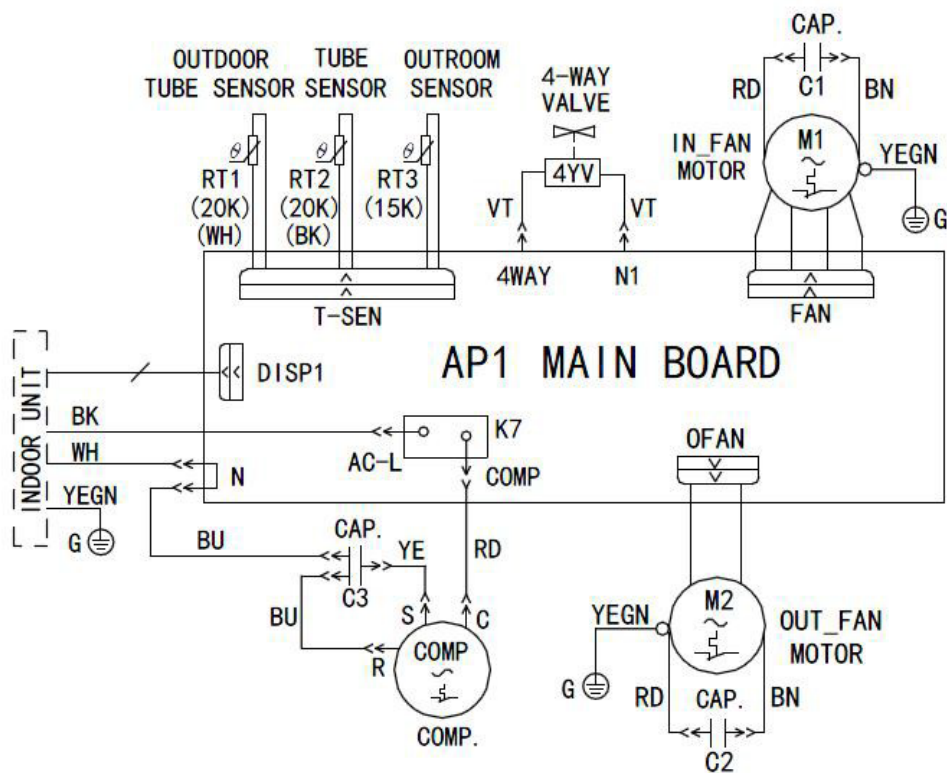 OUTDOOR
TUBE SENSOR
TUBE
SENSOR
OUTROOM
SENSOR
4-WAY
VALVE
CAP.
C1
RD
BN
θ
θ
θ
RT1
(20K)
(WH)
RT2
(20K)
(BK)
RT3
(15K)
4YV
VT
VT
IN_FAN
MOTOR
M1
YEGN
G
T-SEN
4WAY
N1
FAN
DISP1
AP1 MAIN BOARD
INDOOR UNIT
BK
WH
YEGN
G
AC-L
K7
COMP
N
OFAN
BU
CAP.
C3
YE
RD
BU
S
C
R
COMP
COMP.
YEGN
G
M2
OUT_FAN
MOTOR
RD
CAP.
BN
C2